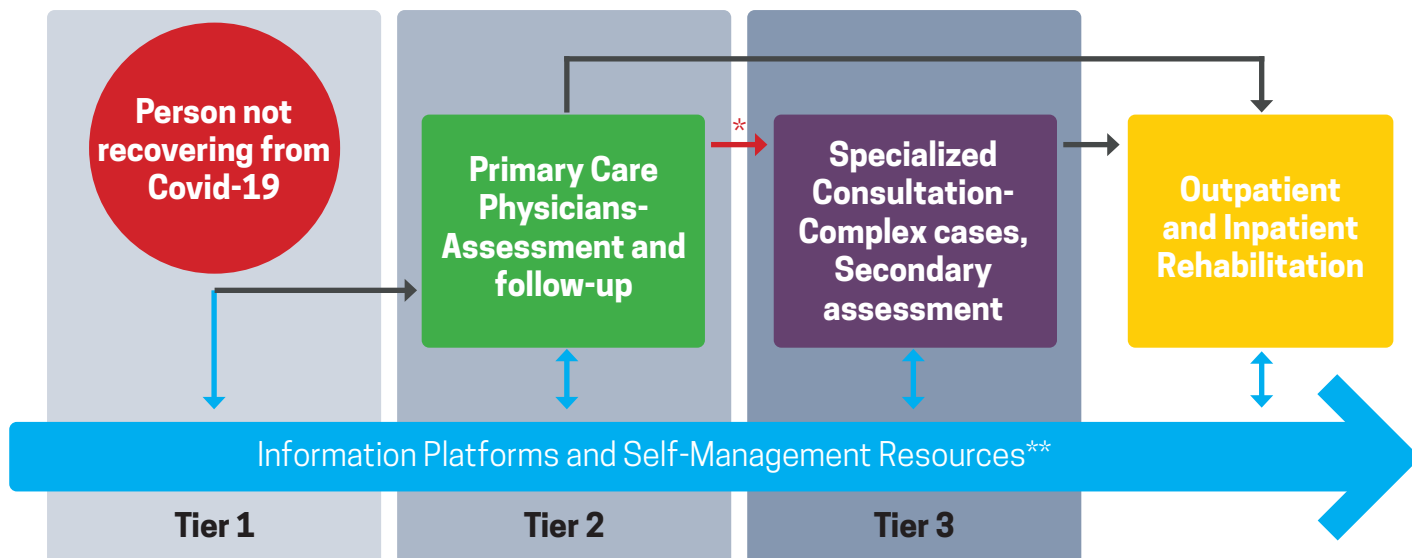 Person not
recovering from
Covid-19
Primary Care
Physicians-
Assessment and
follow-up
*
Specialized
Consultation-
Complex cases,
Secondary
assessment
Outpatient
and Inpatient
Rehabilitation
Information Platforms and Self-Management Resources**
Tier 1
Tier 2
Tier 3